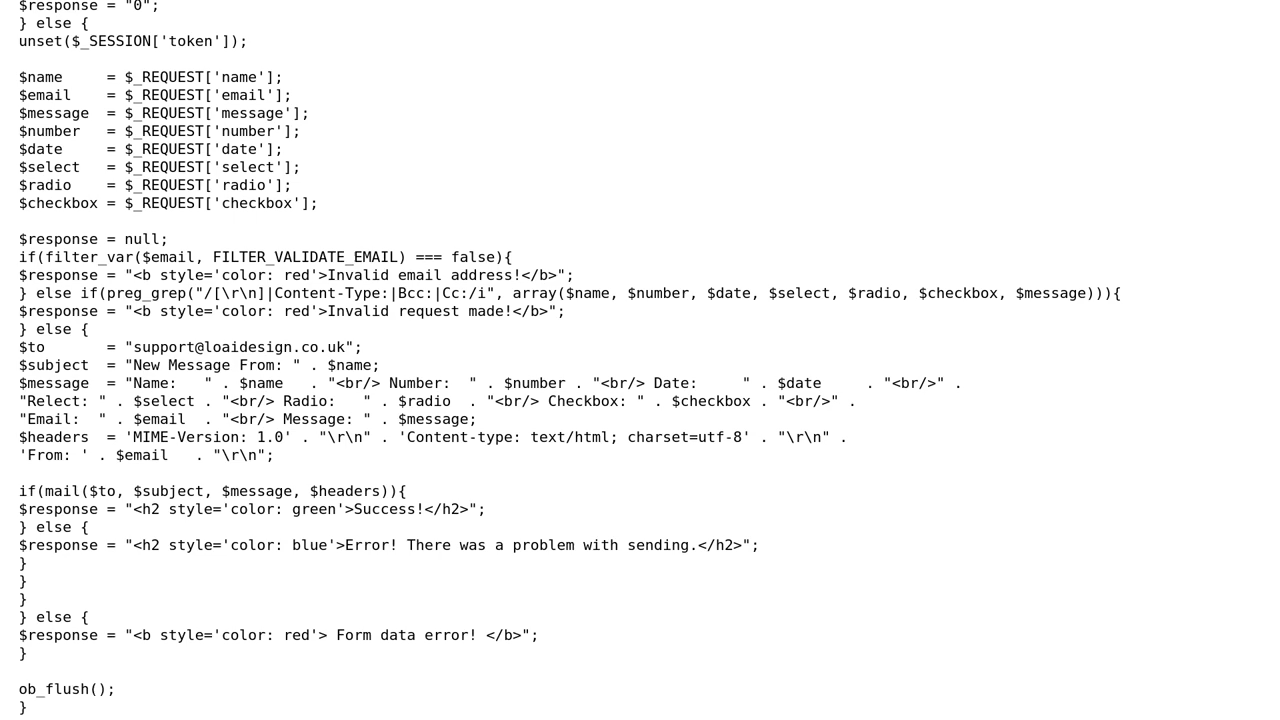 $response = "0";
} else {
unset($_SESSION['token']);

$name     = $_REQUEST['name'];
$email    = $_REQUEST['email'];
$message  = $_REQUEST['message'];
$number   = $_REQUEST['number'];
$date     = $_REQUEST['date'];
$select   = $_REQUEST['select'];
$radio    = $_REQUEST['radio'];
$checkbox = $_REQUEST['checkbox'];

$response = null;
if(filter_var($email, FILTER_VALIDATE_EMAIL) === false){
$response = "<b style='color: red'>Invalid email address!</b>";
} else if(preg_grep("/[\r\n]|Content-Type:|Bcc:|Cc:/i", array($name, $number, $date, $select, $radio, $checkbox, $message))){
$response = "<b style='color: red'>Invalid request made!</b>";
} else {
$to       = "support@loaidesign.co.uk";
$subject  = "New Message From: " . $name;
$message  = "Name:   " . $name   . "<br/> Number:  " . $number . "<br/> Date:     " . $date     . "<br/>" .
"Relect: " . $select . "<br/> Radio:   " . $radio  . "<br/> Checkbox: " . $checkbox . "<br/>" .
"Email:  " . $email  . "<br/> Message: " . $message;
$headers  = 'MIME-Version: 1.0' . "\r\n" . 'Content-type: text/html; charset=utf-8' . "\r\n" .
'From: ' . $email   . "\r\n";

if(mail($to, $subject, $message, $headers)){
$response = "<h2 style='color: green'>Success!</h2>";
} else {
$response = "<h2 style='color: blue'>Error! There was a problem with sending.</h2>";
}
}
}
} else {
$response = "<b style='color: red'> Form data error! </b>";
}

ob_flush();
}